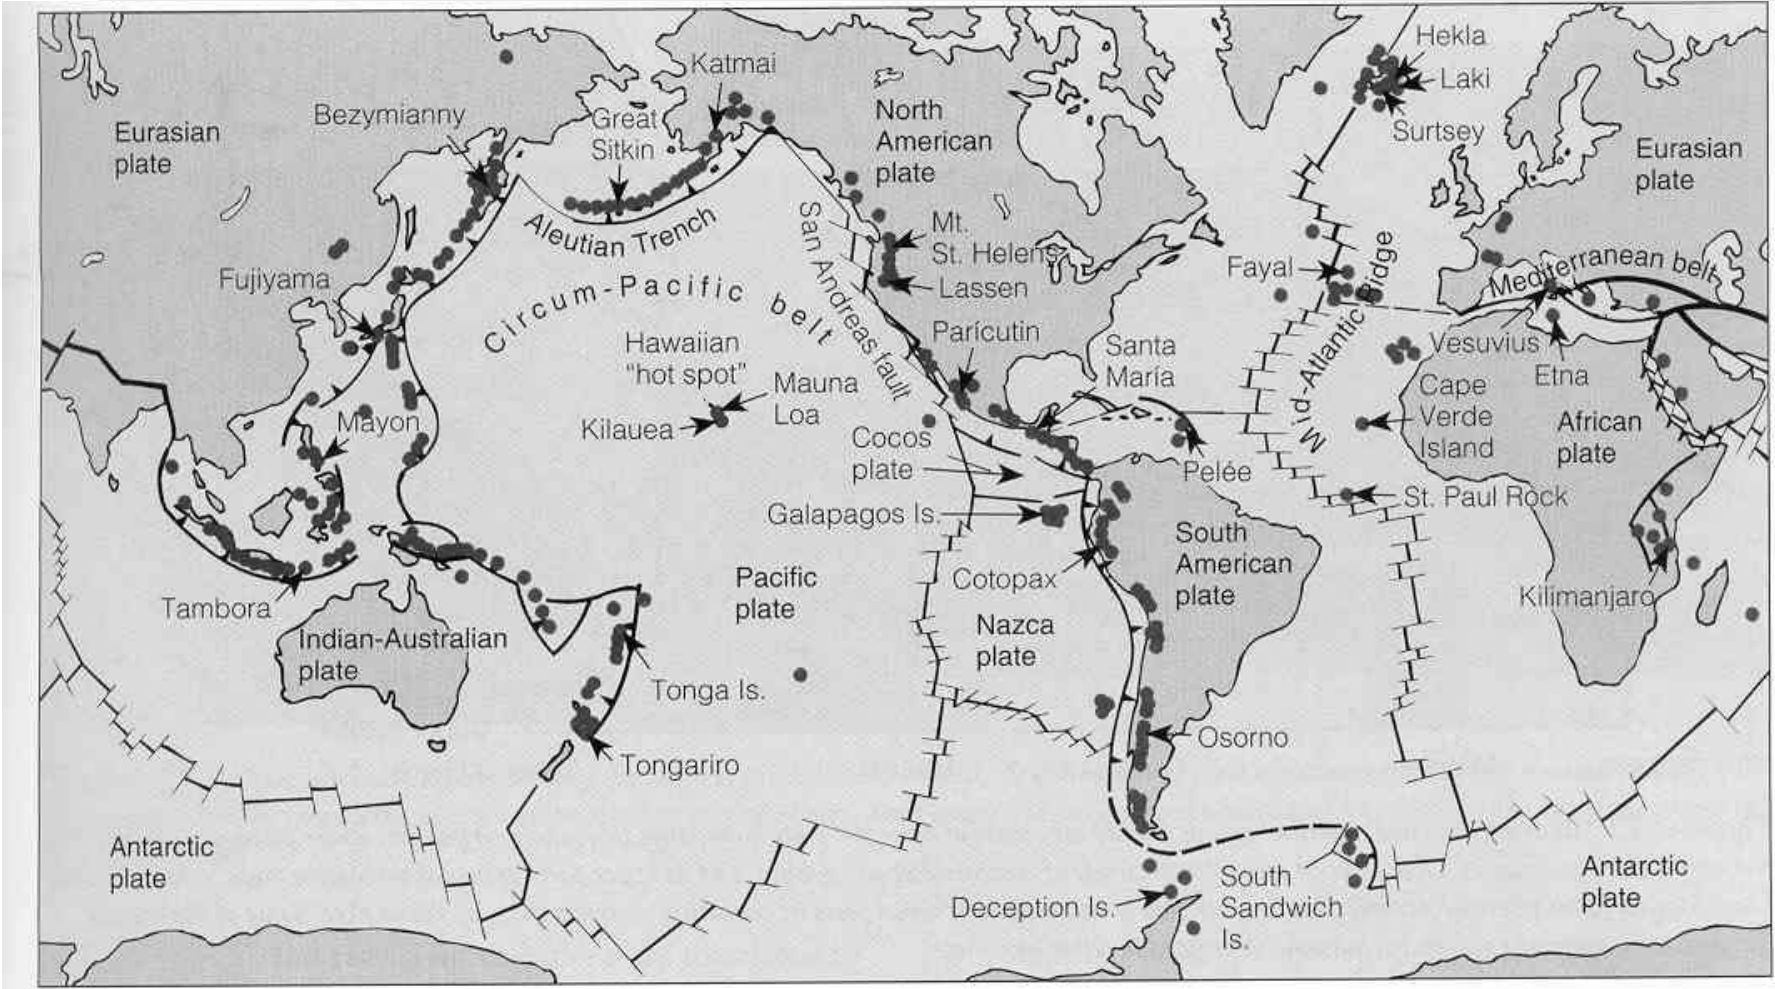 Hekla
Katmai
Laki
Bezymianny
Great
Sitkin
North
American
plate
Eurasian
plate
Surtsey
Eurasian
plate
Aleutian Trench
San Andreas fault
Mt.
St. Helens
Fayal
Mid-Atlantic Ridge
Mediterranean belt
Fujiyama
Circum-Pacific belt
Lassen
Hawaiian
"hot spot"
Parícutin
Santa
María
Vesuvius
Etna
Mauna
Loa
Cape
Verde
Island
African
plate
Mayon
Kilauea
Cocos
plate
Pelée
St. Paul Rock
Galapagos Is.
South
American
plate
Pacific
plate
Cotopax
Tambora
Kilimanjaro
Indian-Australian
plate
Nazca
plate
Tonga Is.
Osorno
Tongariro
Antarctic
plate
South
Sandwich
Is.
Antarctic
plate
Deception Is.